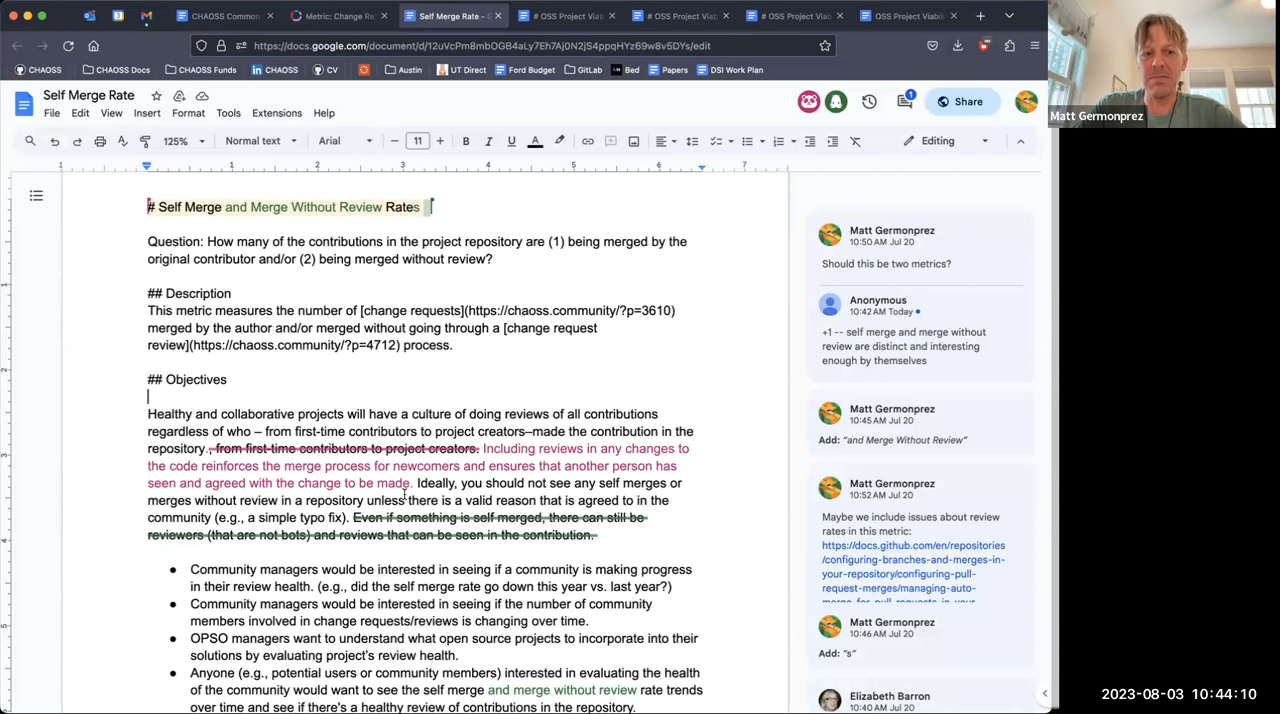 CHAOSS Common
Metric: Change Re
Self Merge Rate - G
# OSS Project Viab
# OSS Project Viab
# OSS Project Viab
OSS Project Viabili
https://docs.google.com/document/d/12uVcPm8mbOGB4aLy7Eh7Aj0N2jS4ppqHYz69w8v5DYs/edit
CHAOSS
CHAOSS Docs
CHAOSS Funds
CHAOSS
CV
Austin
UT Direct
Ford Budget
GitLab
Bed
Papers
DSI Work Plan
Self Merge Rate
File Edit View Insert Format Tools Extensions Help
1
Share
125%
Normal text
Arial
11
B I U A
Editing
1 1 2 3 4 5 6 7
# Self Merge and Merge Without Review Rates
Question: How many of the contributions in the project repository are (1) being merged by the
original contributor and/or (2) being merged without review?
## Description
This metric measures the number of [change requests](https://chaoss.community/?p=3610)
merged by the author and/or merged without going through a [change request
review](https://chaoss.community/?p=4712) process.
## Objectives
Healthy and collaborative projects will have a culture of doing reviews of all contributions
regardless of who – from first-time contributors to project creators–made the contribution in the
repository. , from first-time contributors to project creators. Including reviews in any changes to
the code reinforces the merge process for newcomers and ensures that another person has
seen and agreed with the change to be made. Ideally, you should not see any self merges or
merges without review in a repository unless there is a valid reason that is agreed to in the
community (e.g., a simple typo fix). Even if something is self merged, there can still be
reviewers (that are not bots) and reviews that can be seen in the contribution.
● Community managers would be interested in seeing if a community is making progress
in their review health. (e.g., did the self merge rate go down this year vs. last year?)
● Community managers would be interested in seeing if the number of community
members involved in change requests/reviews is changing over time.
● OPSO managers want to understand what open source projects to incorporate into their
solutions by evaluating project's review health.
● Anyone (e.g., potential users or community members) interested in evaluating the health
of the community would want to see the self merge and merge without review rate trends
over time and see if there's a healthy review of contributions in the repository.
Matt Germonprez
10:50 AM Jul 20
Should this be two metrics?
Anonymous
10:42 AM Today
+1 -- self merge and merge without
review are distinct and interesting
enough by themselves
Matt Germonprez
10:45 AM Jul 20
Add: “and Merge Without Review”
Matt Germonprez
10:52 AM Jul 20
Maybe we include issues about review
rates in this metric:
https://docs.github.com/en/repositories
/configuring-branches-and-merges-in-
your-repository/configuring-pull-
request-merges/managing-auto-
merge-for-pull-requests-in-your-
Matt Germonprez
10:46 AM Jul 20
Add: “s”
Elizabeth Barron
10:40 AM Jul 20
Matt Germonprez
2023-08-03 10:44:10